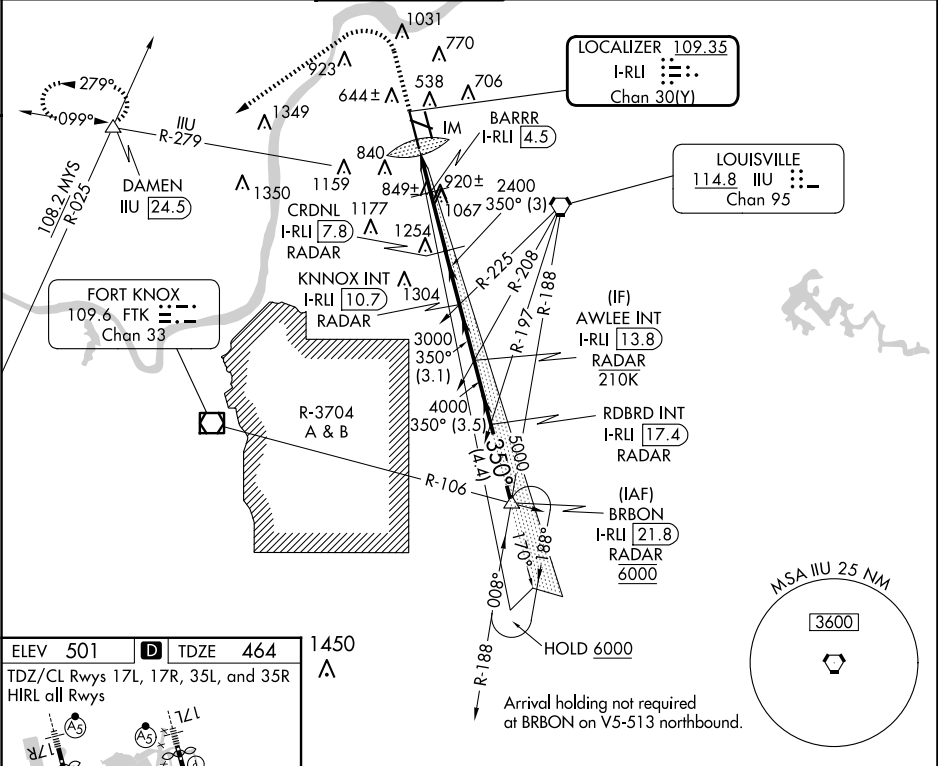 1031
770
923
538
706
644±
LOCALIZER 109.35
I-RLI
Chan 30(Y)
279°
099°
1349
IIU
R-279
IM
BARRR
I-RLI 4.5
840
DAMEN
IIU 24.5
108.2 MYS
R-025
1350
1159
849±
920±
1067
2400
350° (3)
LOUISVILLE
114.8 IIU
Chan 95
CRDNL
I-RLI 7.8
RADAR
1177
1254
R-225
R-208
R-197
R-188
KNNOX INT
I-RLI 10.7
RADAR
1304
FORT KNOX
109.6 FTK
Chan 33
3000
350°
(3.1)
(IF)
AWLEE INT
I-RLI 13.8
RADAR
210K
R-3704
A & B
4000
350° (3.5)
RDBRD INT
I-RLI 17.4
RADAR
350°
5000
(4.4)
R-106
(IAF)
BRBON
I-RLI 21.8
RADAR
6000
170°
188°
008°
R-188
HOLD 6000
MSA IIU 25 NM
3600
Arrival holding not required
at BRBON on V5-513 northbound.
1450
ELEV 501 D TDZE 464
TDZ/CL Rwys 17L, 17R, 35L, and 35R
HIRL all Rwys
17R
A5
A5
17L